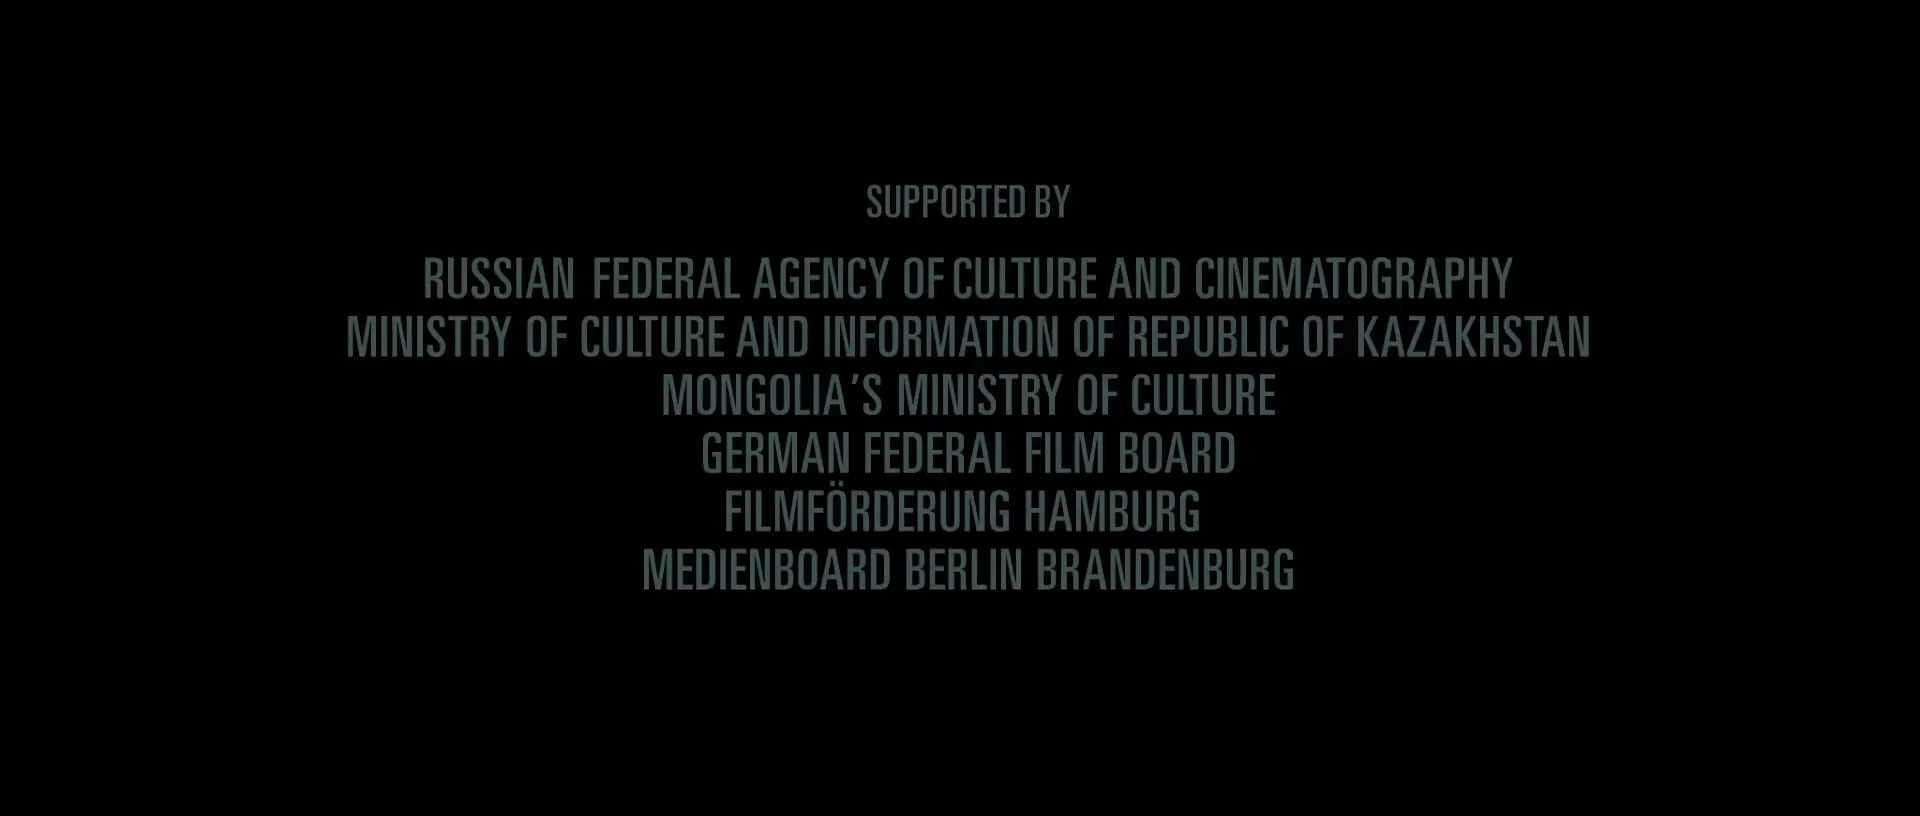 SUPPORTED BY
RUSSIAN FEDERAL AGENCY OF CULTURE AND CINEMATOGRAPHY
MINISTRY OF CULTURE AND INFORMATION OF REPUBLIC OF KAZAKHSTAN
MONGOLIA'S MINISTRY OF CULTURE
GERMAN FEDERAL FILM BOARD
FILMFÖRDERUNG HAMBURG
MEDIENBOARD BERLIN BRANDENBURG